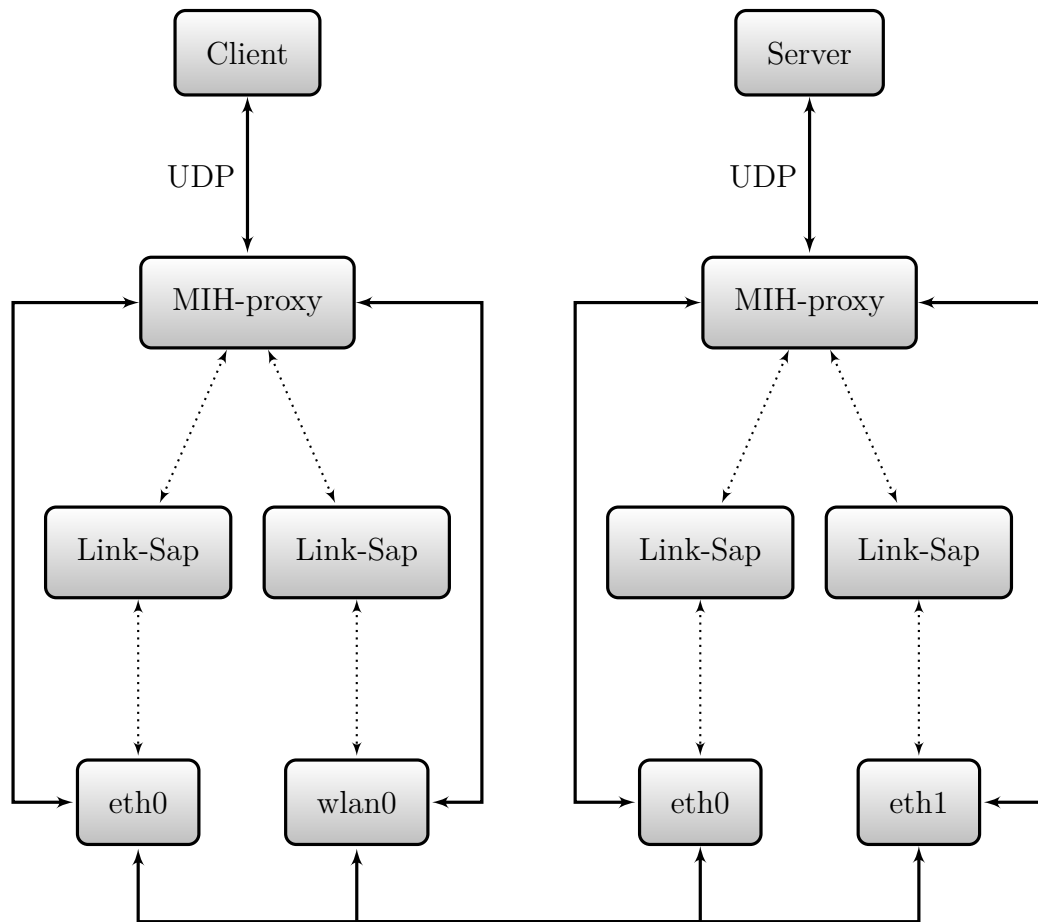 Client
Server
UDP
UDP
MIH-proxy
MIH-proxy
Link-Sap
Link-Sap
Link-Sap
Link-Sap
eth0
wlan0
eth0
eth1